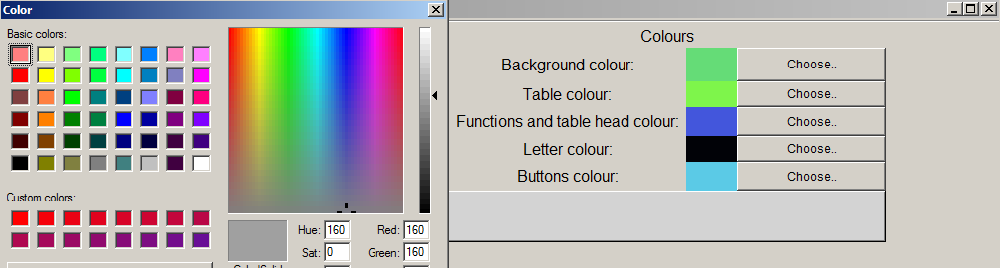 Color
Basic colors:
Custom colors:
Hue: 160 Red: 160
Sat: 0 Green: 160
Colours
Background colour: Choose..
Table colour: Choose..
Functions and table head colour: Choose..
Letter colour: Choose..
Buttons colour: Choose..